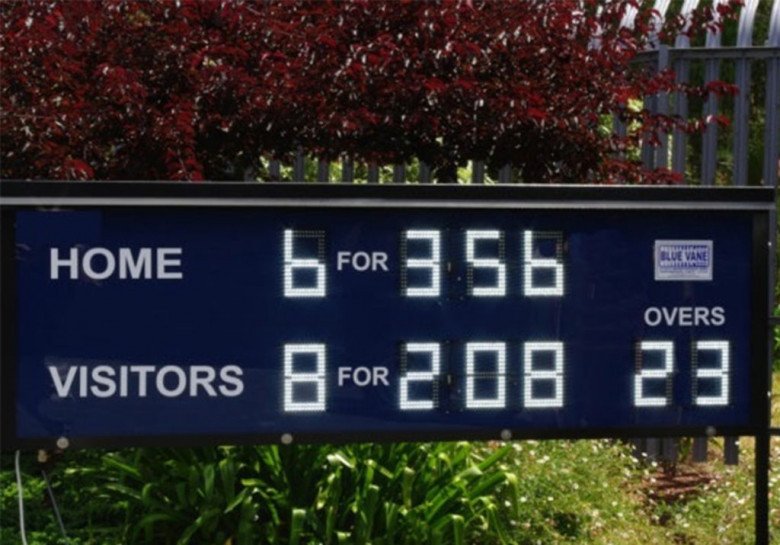 HOME 6 FOR 356
BLUE VANE
OVERS
VISITORS 8 FOR 208 23